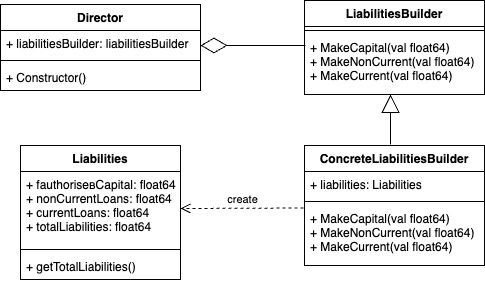 Director
+ liabilitiesBuilder: liabilitiesBuilder
+ Constructor()
LiabilitiesBuilder
+ MakeCapital(val float64)
+ MakeNonCurrent(val float64)
+ MakeCurrent(val float64)
Liabilities
+ fauthoriseвCapital: float64
+ nonCurrentLoans: float64
+ currentLoans: float64
+ totalLiabilities: float64
+ getTotalLiabilities()
create
ConcreteLiabilitiesBuilder
+ liabilities: Liabilities
+ MakeCapital(val float64)
+ MakeNonCurrent(val float64)
+ MakeCurrent(val float64)